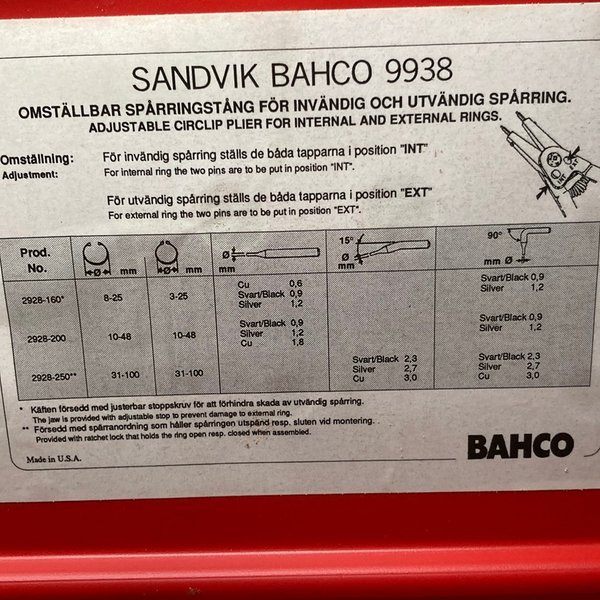 SANDVIK BAHCO 9938
OMSTÄLLBAR SPÅRRINGSTÅNG FÖR INVÄNDIG OCH UTVÄNDIG SPÅRRING.
ADJUSTABLE CIRCLIP PLIER FOR INTERNAL AND EXTERNAL RINGS.
Omställning: För invändig spårring ställs de båda tapparna i position "INT"
Adjustment: For internal ring the two pins are to be put in position "INT".
För utvändig spårring ställs de båda tapparna i position "EXT"
For external ring the two pins are to be put in position "EXT".
INT INT
Prod. No. Ø mm Ø mm Ø mm 15° Ø mm 90° mm Ø
2928-160* 8-25 3-25 Cu 0,6 Svart/Black 0,9
Svart/Black 0,9 Silver 1,2
Silver 1,2
2928-200 10-48 10-48 Svart/Black 0,9 Svart/Black 0,9
Silver 1,2 Silver 1,2
Cu 1,8
2928-250** 31-100 31-100 Svart/Black 2,3 Svart/Black 2,3
Silver 2,7 Silver 2,7
Cu 3,0 Cu 3,0
* Käften försedd med justerbar stoppskruv för att förhindra skada av utvändig spårring.
The jaw is provided with adjustable stop to prevent damage to external ring.
** Försedd med spärranordning som håller spårringen utspänd resp. sluten vid montering.
Provided with ratchet lock that holds the ring open resp. closed when assembled.
Made in U.S.A.
BAHCO